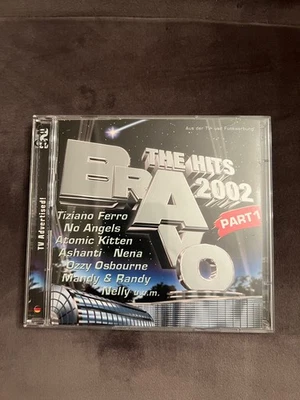 Aus der TV- und Funkwerbung
BRAVO
THE HITS
2002
PART 1
Tiziano Ferro
No Angels
Atomic Kitten
Ashanti Nena
Ozzy Osbourne
Mandy & Randy
Nelly u.v.m.
TV Advertised!